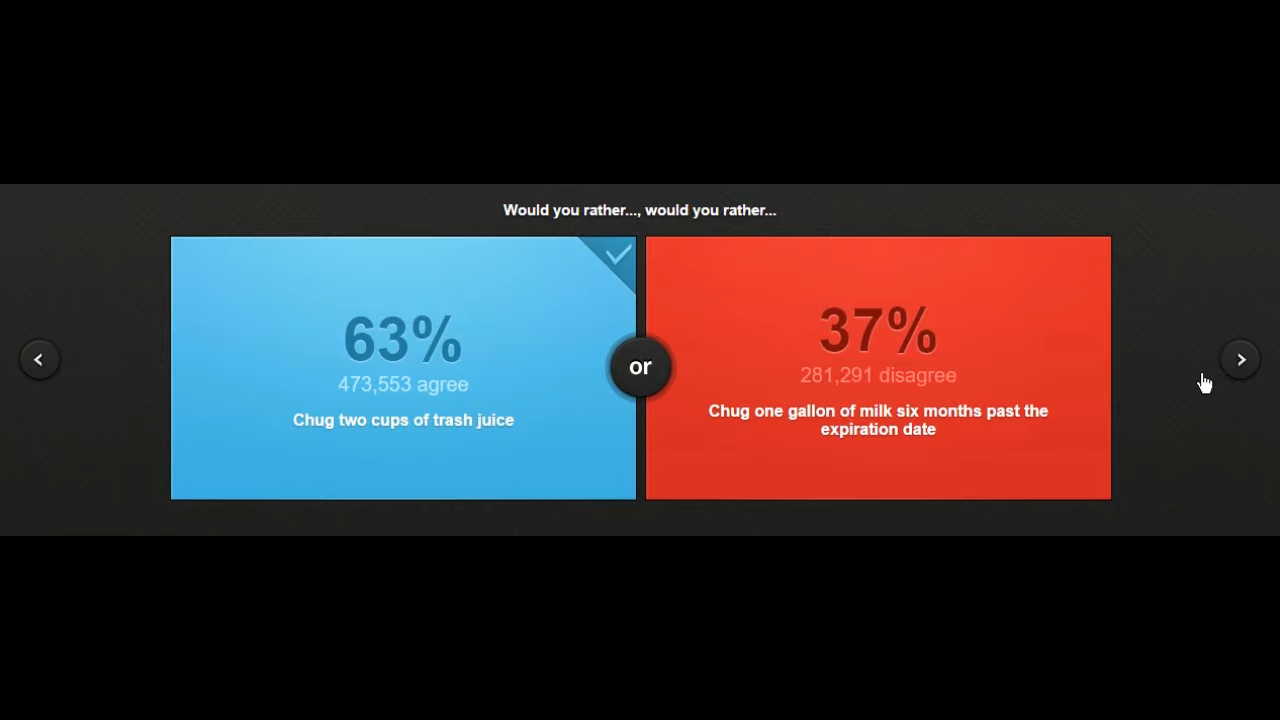 Would you rather..., would you rather...
63%
473,553 agree
Chug two cups of trash juice
or
37%
281,291 disagree
Chug one gallon of milk six months past the
expiration date